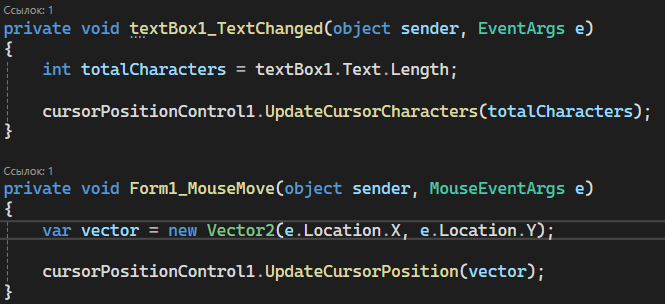 Ссылок: 1
private void textBox1_TextChanged(object sender, EventArgs e)
{
int totalCharacters = textBox1.Text.Length;
cursorPositionControl1.UpdateCursorCharacters(totalCharacters);
}
Ссылок: 1
private void Form1_MouseMove(object sender, MouseEventArgs e)
{
var vector = new Vector2(e.Location.X, e.Location.Y);
cursorPositionControl1.UpdateCursorPosition(vector);
}